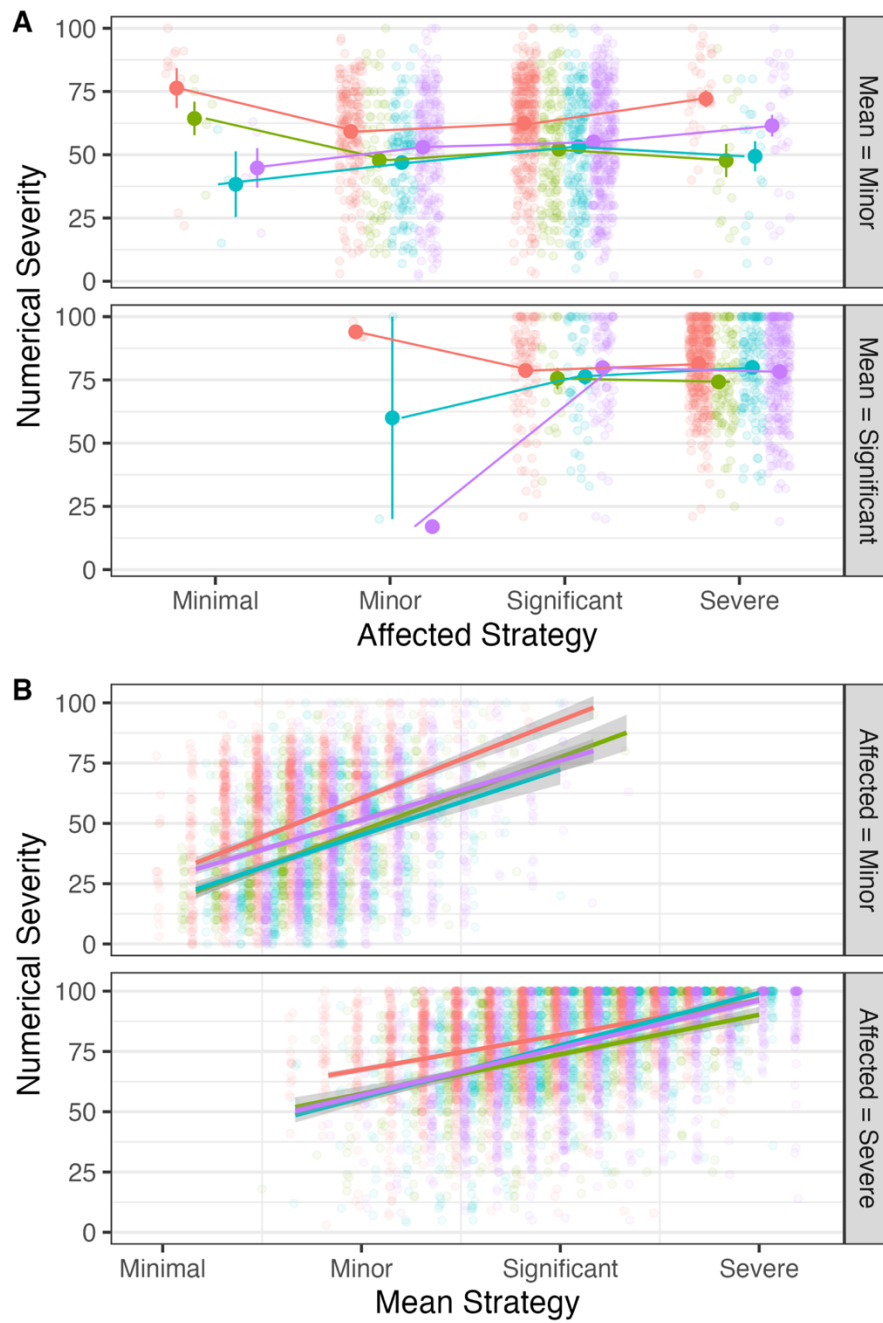 A
100
75
50
25
0
Numerical Severity
Mean = Minor
100
75
50
25
0
Mean = Significant
Minimal
Minor
Significant
Severe
Affected Strategy
B
100
75
50
25
0
Numerical Severity
Affected = Minor
100
75
50
25
0
Affected = Severe
Minimal
Minor
Significant
Severe
Mean Strategy